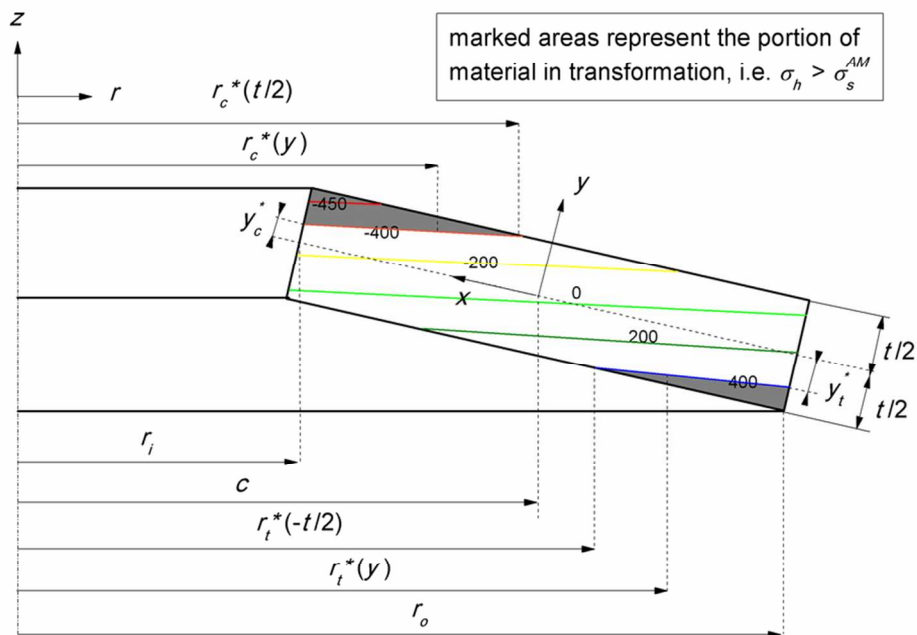 z
marked areas represent the portion of
material in transformation, i.e. σ_h > σ_s^AM
r
r_c*(t/2)
r_c*(y)
y
-450
y_c^*
-400
-200
x
0
200
t/2
400
y_t^*
t/2
r_i
c
r_t*(-t/2)
r_t*(y)
r_o